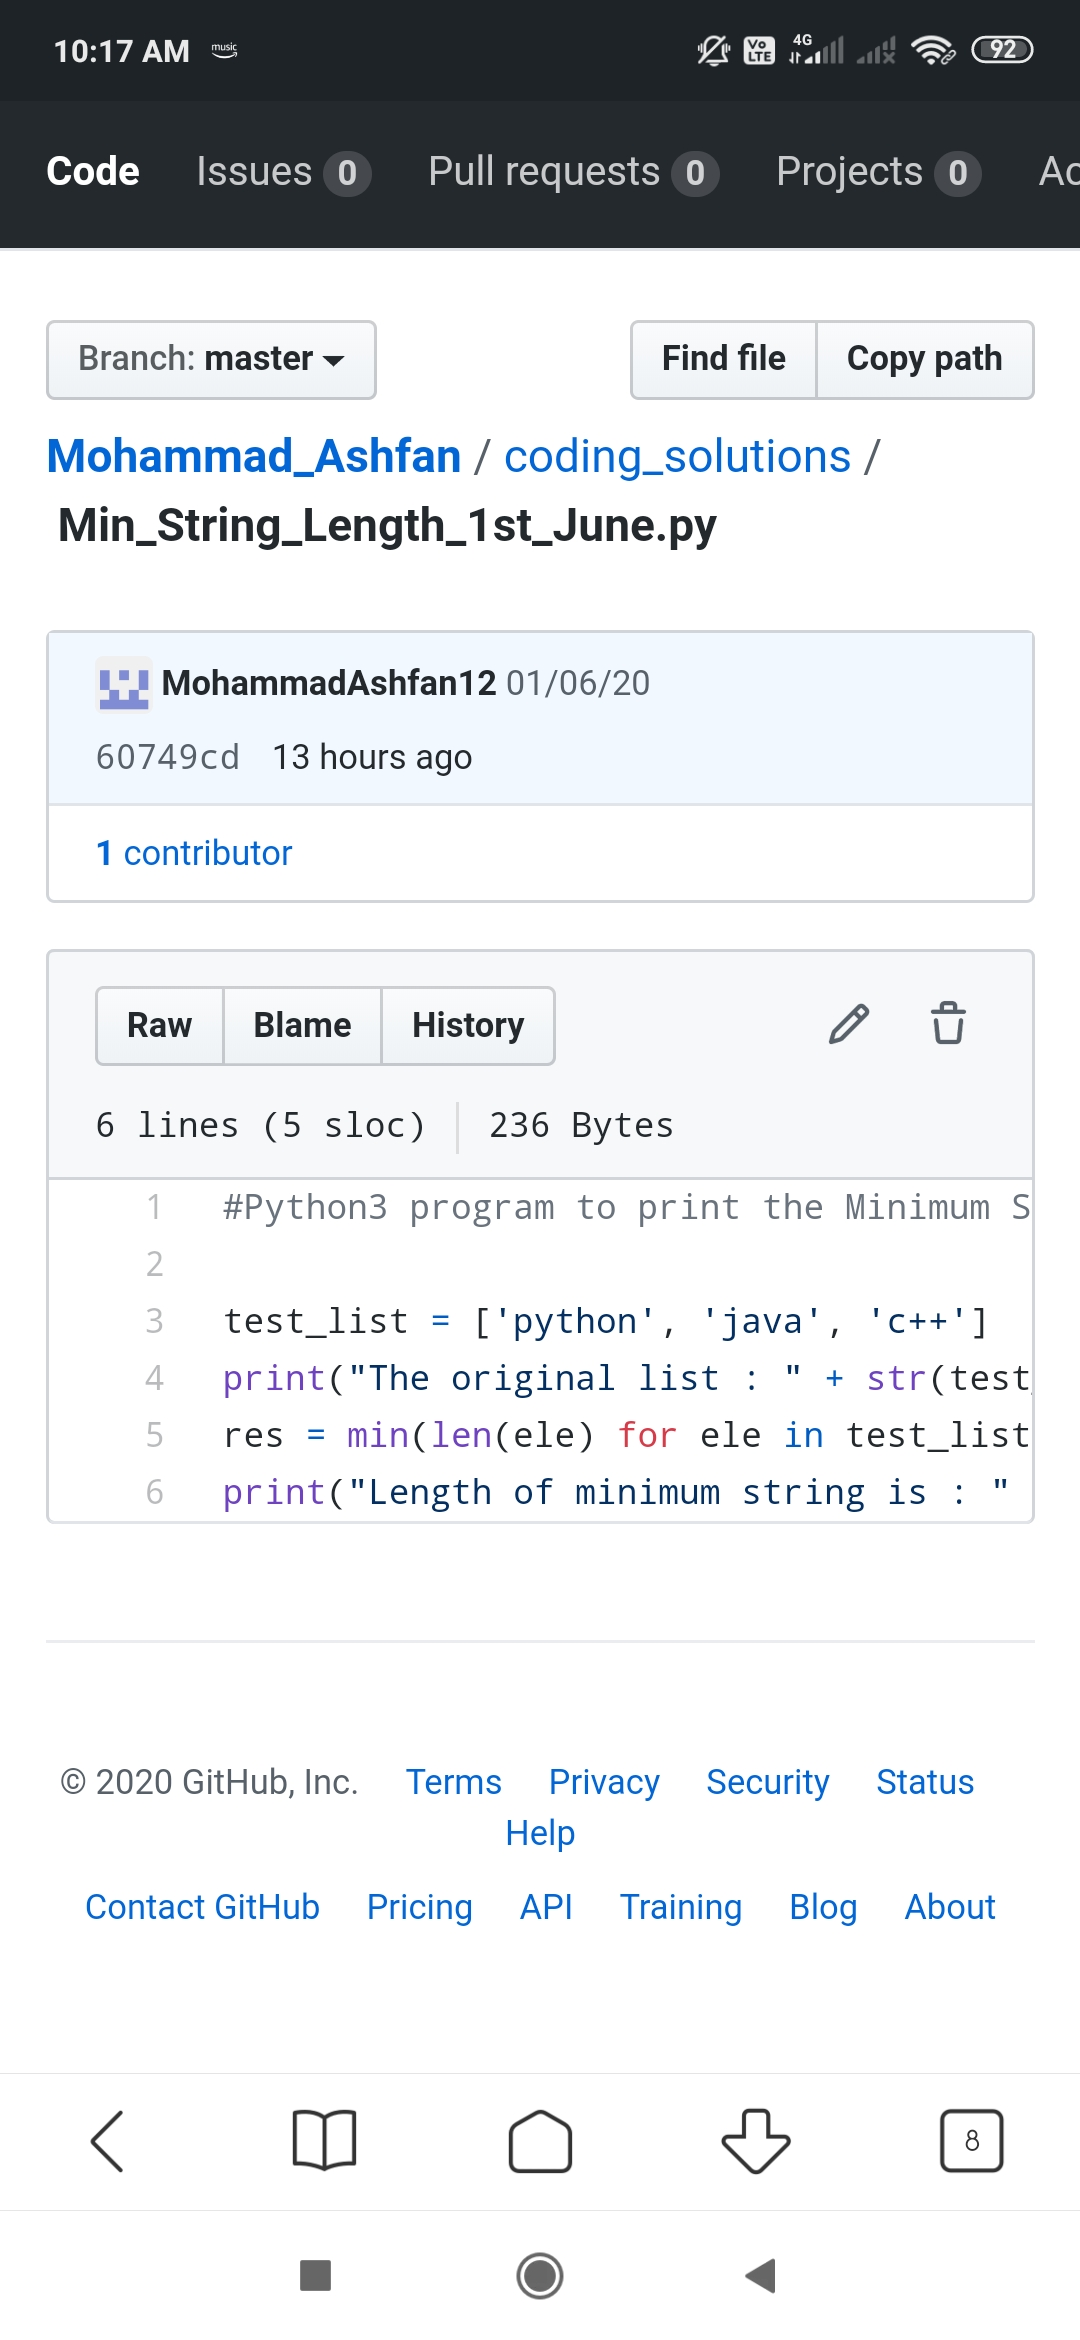 10:17 AM music Vo LTE 4G 92
Code Issues 0 Pull requests 0 Projects 0 Ac
Branch: master Find file Copy path
Mohammad_Ashfan / coding_solutions /
Min_String_Length_1st_June.py
MohammadAshfan12 01/06/20
60749cd 13 hours ago
1 contributor
Raw Blame History
6 lines (5 sloc) 236 Bytes
1 #Python3 program to print the Minimum S
2
3 test_list = ['python', 'java', 'c++']
4 print("The original list : " + str(test_
5 res = min(len(ele) for ele in test_list
6 print("Length of minimum string is : "
© 2020 GitHub, Inc. Terms Privacy Security Status
Help
Contact GitHub Pricing API Training Blog About
8